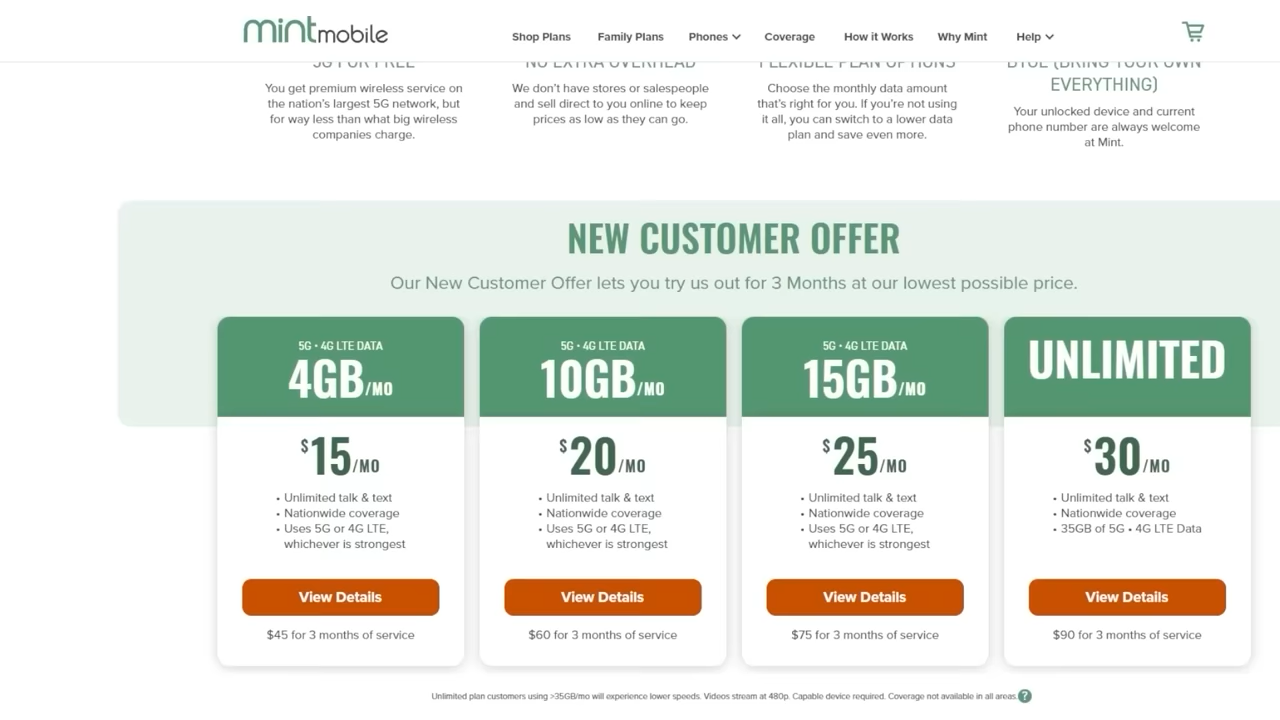 mintmobile
Shop Plans
Family Plans
Phones
Coverage
How it Works
Why Mint
Help
5G FOR FREE
You get premium wireless service on
the nation's largest 5G network, but
for way less than what big wireless
companies charge.
NO EXTRA OVERHEAD
We don't have stores or salespeople
and sell direct to you online to keep
prices as low as they can go.
FLEXIBLE PLAN OPTIONS
Choose the monthly data amount
that's right for you. If you're not using
it all, you can switch to a lower data
plan and save even more.
BYOE (BRING YOUR OWN
EVERYTHING)
Your unlocked device and current
phone number are always welcome
at Mint.
NEW CUSTOMER OFFER
Our New Customer Offer lets you try us out for 3 Months at our lowest possible price.
5G • 4G LTE DATA
4GB/MO
$15/MO
• Unlimited talk & text
• Nationwide coverage
• Uses 5G or 4G LTE,
whichever is strongest
View Details
$45 for 3 months of service
5G • 4G LTE DATA
10GB/MO
$20/MO
• Unlimited talk & text
• Nationwide coverage
• Uses 5G or 4G LTE,
whichever is strongest
View Details
$60 for 3 months of service
5G • 4G LTE DATA
15GB/MO
$25/MO
• Unlimited talk & text
• Nationwide coverage
• Uses 5G or 4G LTE,
whichever is strongest
View Details
$75 for 3 months of service
UNLIMITED
$30/MO
• Unlimited talk & text
• Nationwide coverage
• 35GB of 5G • 4G LTE Data
View Details
$90 for 3 months of service
Unlimited plan customers using >35GB/mo will experience lower speeds. Videos stream at 480p. Capable device required. Coverage not available in all areas. ?